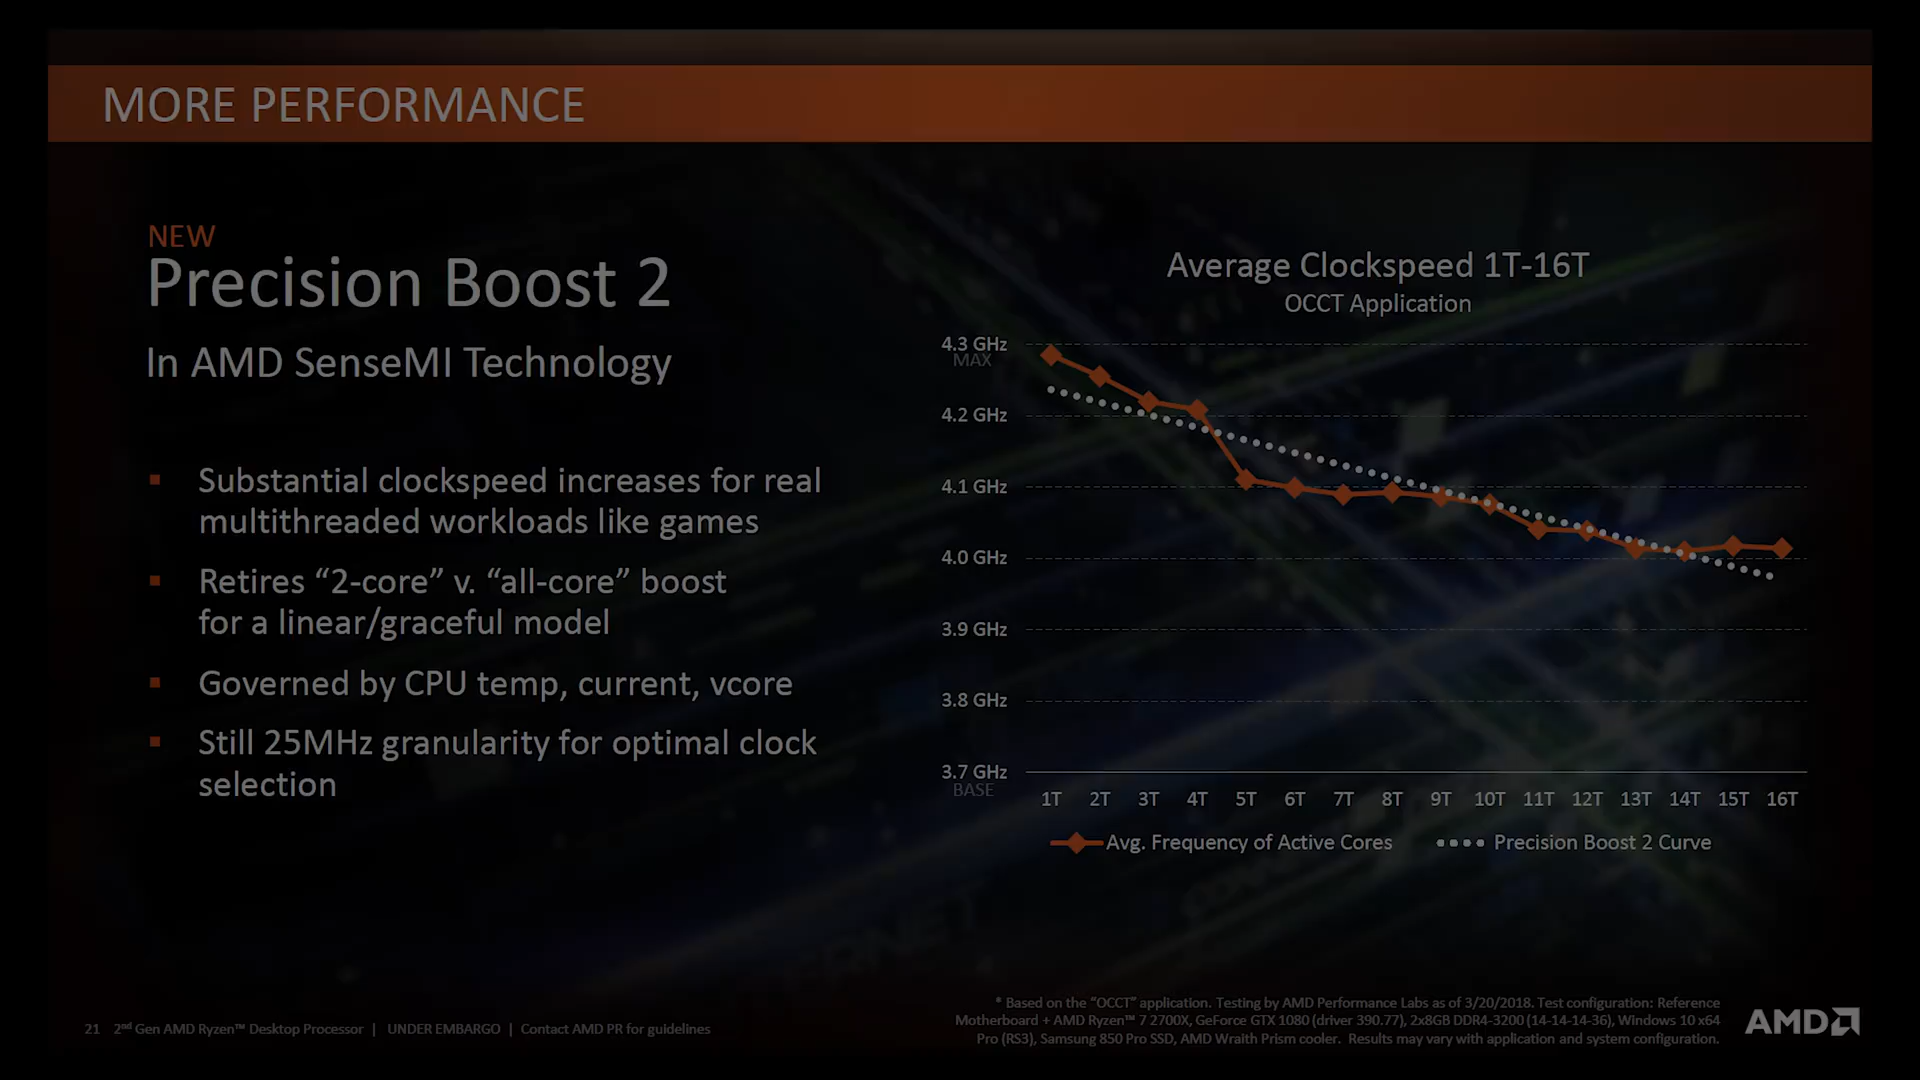 MORE PERFORMANCE
NEW
Precision Boost 2
In AMD SenseMI Technology
Substantial clockspeed increases for real
multithreaded workloads like games
Retires “2-core” v. “all-core” boost
for a linear/graceful model
Governed by CPU temp, current, vcore
Still 25MHz granularity for optimal clock
selection
Average Clockspeed 1T-16T
OCCT Application
4.3 GHz
MAX
4.2 GHz
4.1 GHz
4.0 GHz
3.9 GHz
3.8 GHz
3.7 GHz
BASE
1T 2T 3T 4T 5T 6T 7T 8T 9T 10T 11T 12T 13T 14T 15T 16T
Avg. Frequency of Active Cores Precision Boost 2 Curve
* Based on the “OCCT” application. Testing by AMD Performance Labs as of 3/20/2018. Test configuration: Reference
Motherboard + AMD Ryzen™ 7 2700X, GeForce GTX 1080 (driver 390.77), 2x8GB DDR4-3200 (14-14-14-36), Windows 10 x64
Pro (RS3), Samsung 850 Pro SSD, AMD Wraith Prism cooler. Results may vary with application and system configuration.
21 2nd Gen AMD Ryzen™ Desktop Processor | UNDER EMBARGO | Contact AMD PR for guidelines
AMD